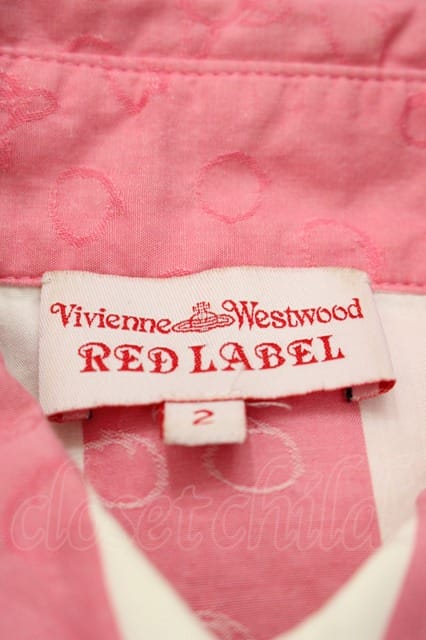 Vivienne Westwood
RED LABEL
2
closet child